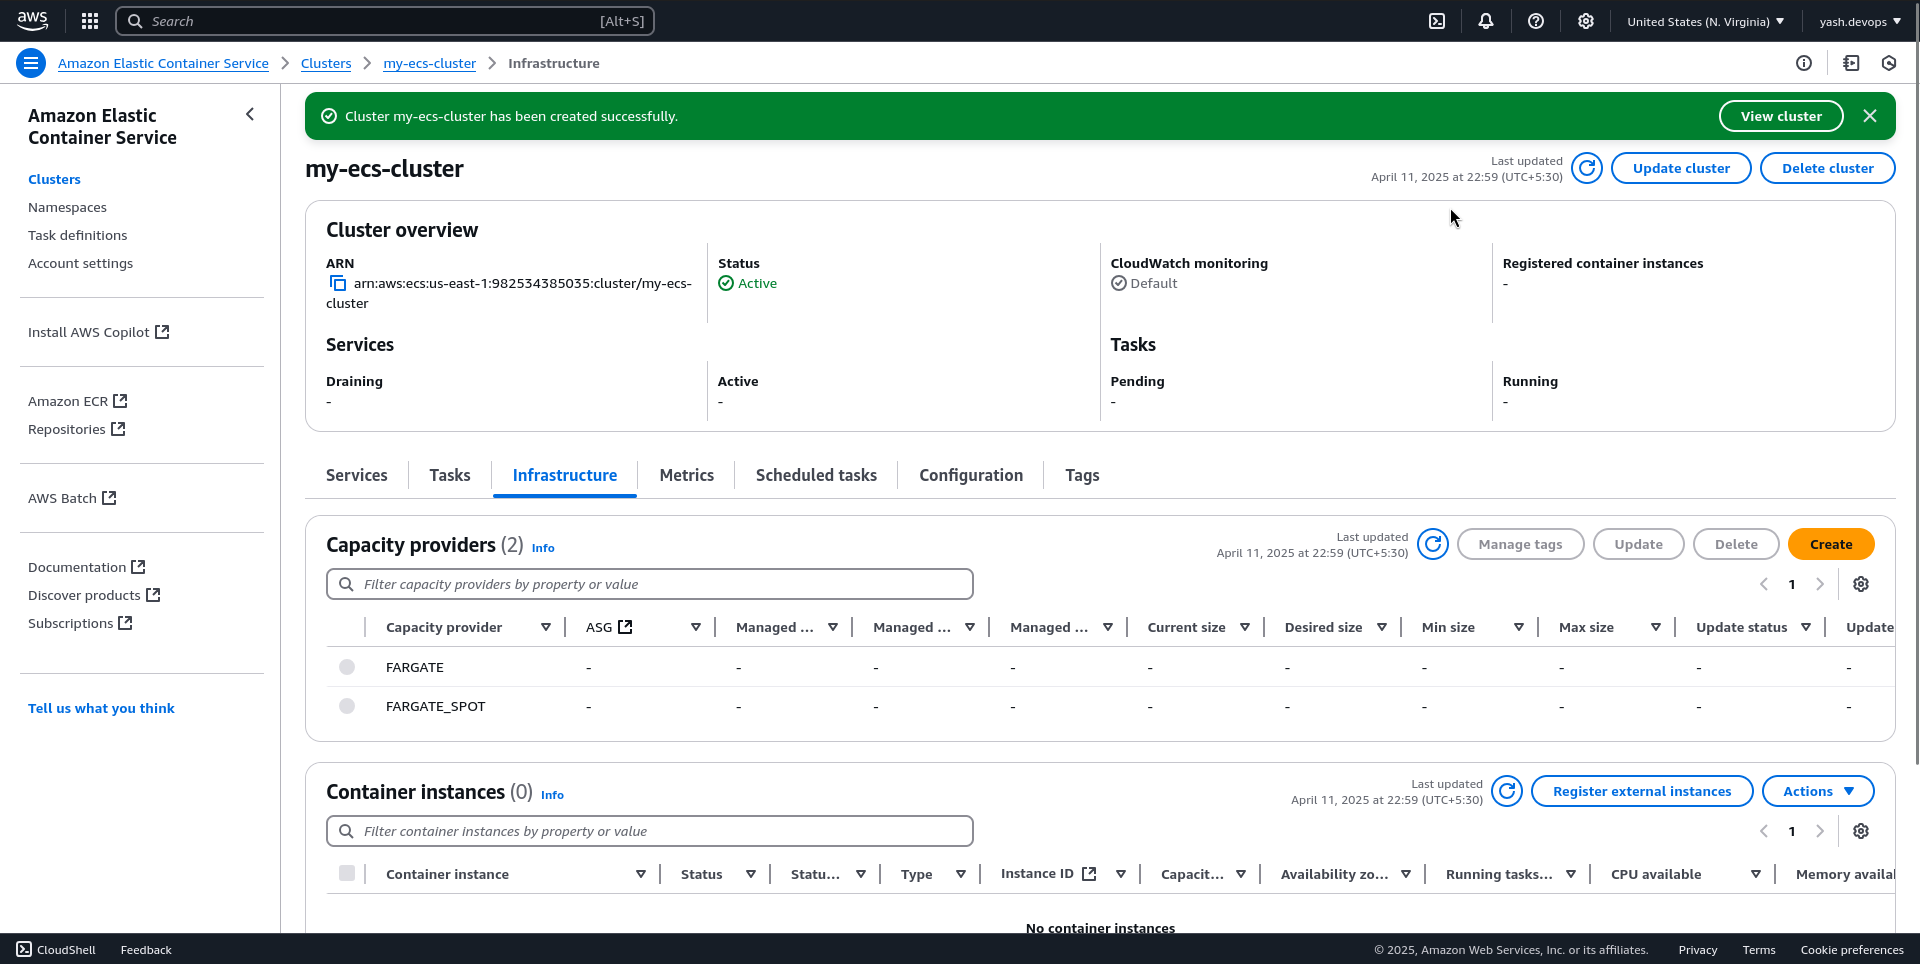 aws
Search [Alt+S]
United States (N. Virginia)
yash.devops
Amazon Elastic Container Service
Clusters
my-ecs-cluster
Infrastructure
Amazon Elastic
Container Service
Clusters
Namespaces
Task definitions
Account settings
Install AWS Copilot
Amazon ECR
Repositories
AWS Batch
Documentation
Discover products
Subscriptions
Tell us what you think
Cluster my-ecs-cluster has been created successfully.
View cluster
my-ecs-cluster
Last updated
April 11, 2025 at 22:59 (UTC+5:30)
Update cluster
Delete cluster
Cluster overview
ARN
arn:aws:ecs:us-east-1:982534385035:cluster/my-ecs-
cluster
Status
Active
CloudWatch monitoring
Default
Registered container instances
-
Services
Tasks
Draining
-
Active
-
Pending
-
Running
-
Services Tasks Infrastructure Metrics Scheduled tasks Configuration Tags
Capacity providers (2) Info
Last updated
April 11, 2025 at 22:59 (UTC+5:30)
Manage tags
Update
Delete
Create
Filter capacity providers by property or value
1
Capacity provider ASG Managed ... Managed ... Managed ... Current size Desired size Min size Max size Update status Update
FARGATE - - - - - - - - - -
FARGATE_SPOT - - - - - - - - - -
Container instances (0) Info
Last updated
April 11, 2025 at 22:59 (UTC+5:30)
Register external instances
Actions
Filter container instances by property or value
1
Container instance Status Statu... Type Instance ID Capacit... Availability zo... Running tasks... CPU available Memory availa
No container instances
CloudShell Feedback
© 2025, Amazon Web Services, Inc. or its affiliates. Privacy Terms Cookie preferences